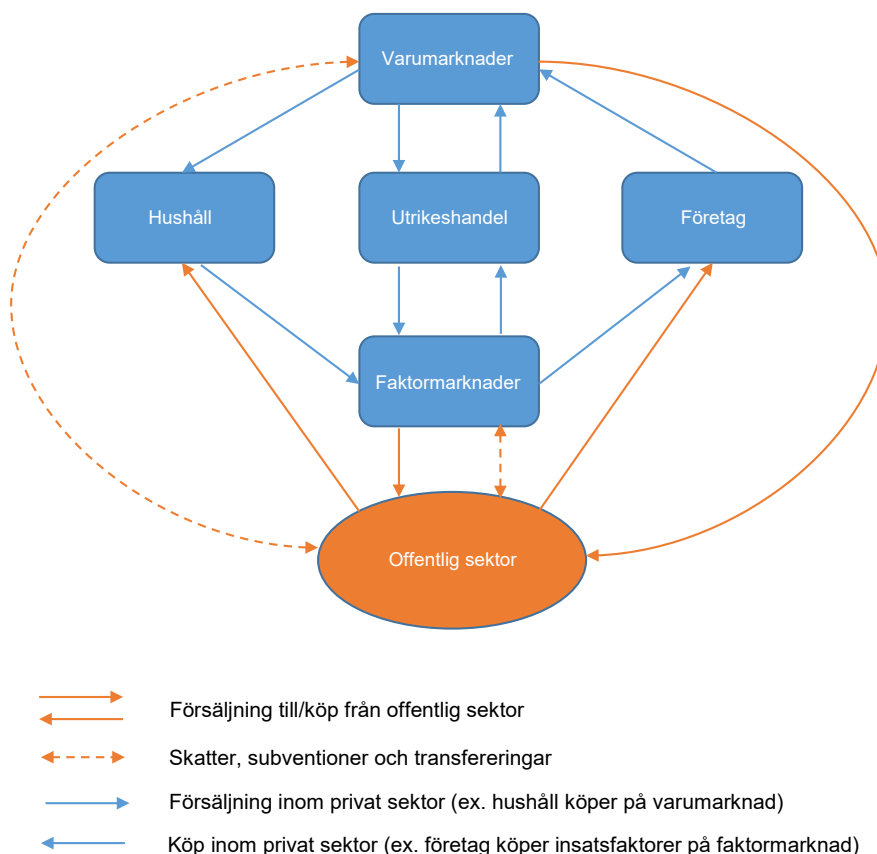 Varumarknader
Hushåll
Utrikeshandel
Företag
Faktormarknader
Offentlig sektor
Försäljning till/köp från offentlig sektor
Skatter, subventioner och transfereringar
Försäljning inom privat sektor (ex. hushåll köper på varumarknad)
Köp inom privat sektor (ex. företag köper insatsfaktorer på faktormarknad)